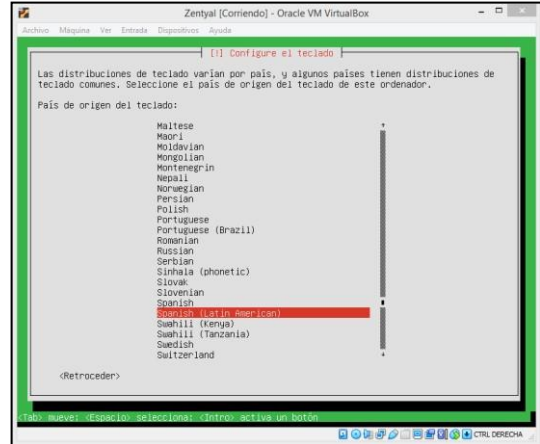 Zentyal [Corriendo] - Oracle VM VirtualBox
Archivo Máquina Ver Entrada Dispositivos Ayuda
[!] Configure el teclado
Las distribuciones de teclado varían por país, y algunos países tienen distribuciones de
teclado comunes. Seleccione el país de origen del teclado de este ordenador.
País de origen del teclado:
Maltese
Maori
Moldavian
Mongolian
Montenegrin
Nepali
Norwegian
Persian
Polish
Portuguese
Portuguese (Brazil)
Romanian
Russian
Serbian
Sinhala (phonetic)
Slovak
Slovenian
Spanish
Spanish (Latin American)
Swahili (Kenya)
Swahili (Tanzania)
Swedish
Switzerland
<Retroceder>
<Tab> mueve; <Espacio> selecciona; <Intro> activa un botón
CTRL DERECHA